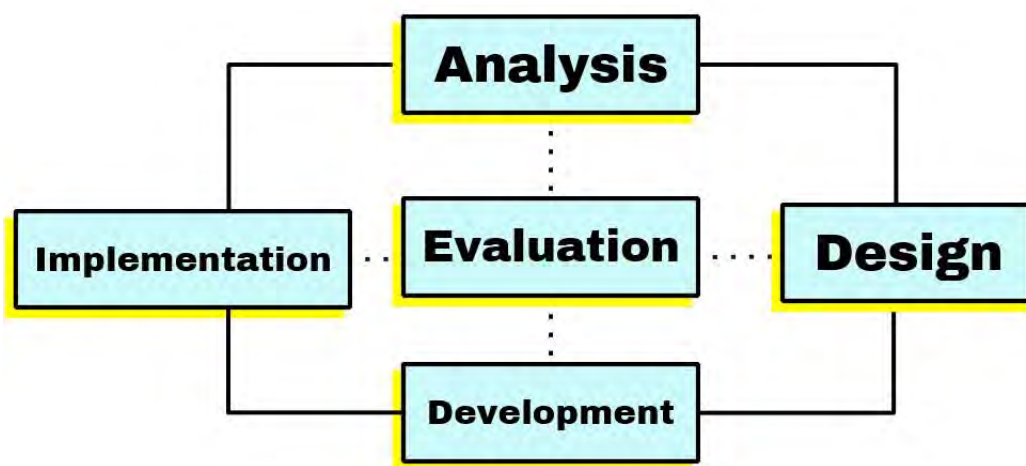 Analysis
Implementation
Evaluation
Design
Development